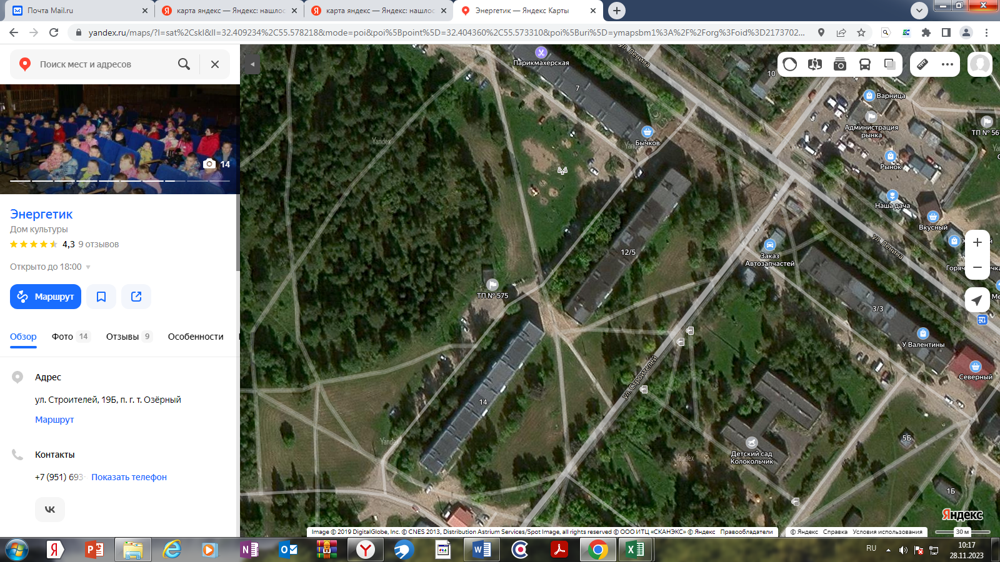 Почта Mail.ru
карта яндекс — Яндекс: нашлос
карта яндекс — Яндекс: нашлос
Энергетик — Яндекс Карты
yandex.ru/maps/?l=sat%2Cskl&ll=32.409234%2C55.578218&mode=poi&poi%5Bpoint%5D=32.404360%2C55.573310&poi%5Buri%5D=ymapsbm1%3A%2F%2Forg%3Foid%3D2173702...
Поиск мест и адресов
14
Энергетик
Дом культуры
4,3 9 отзывов
Открыто до 18:00
Маршрут
Обзор
Фото 14
Отзывы 9
Особенности
Адрес
ул. Строителей, 19Б, п. г. т. Озёрный
Маршрут
Контакты
+7 (951) 693-
Показать телефон
Парикмахерская
ул. Ленина
7
10
Варница
Администрация
рынка
ТП № 567
Yandex
Бычков
Yandex
Рынок
Наша дача
Вкусный
ул. Ленина
12/5
Заказ
Автозапчастей
ТП № 575
3/3
У Валентины
Северный
ул. Строителей
14
Yandex
Детский сад
Колокольчик
Yandex
5Б
1Б
Яндекс
Image © 2019 DigitalGlobe, Inc. © CNES 2013, Distribution Astrium Services/Spot Image, all rights reserved © ООО ИТЦ «СКАНЭКС» © Яндекс Правообладатели
© Яндекс Справка Условия использования
30 м
RU
10:17
28.11.2023